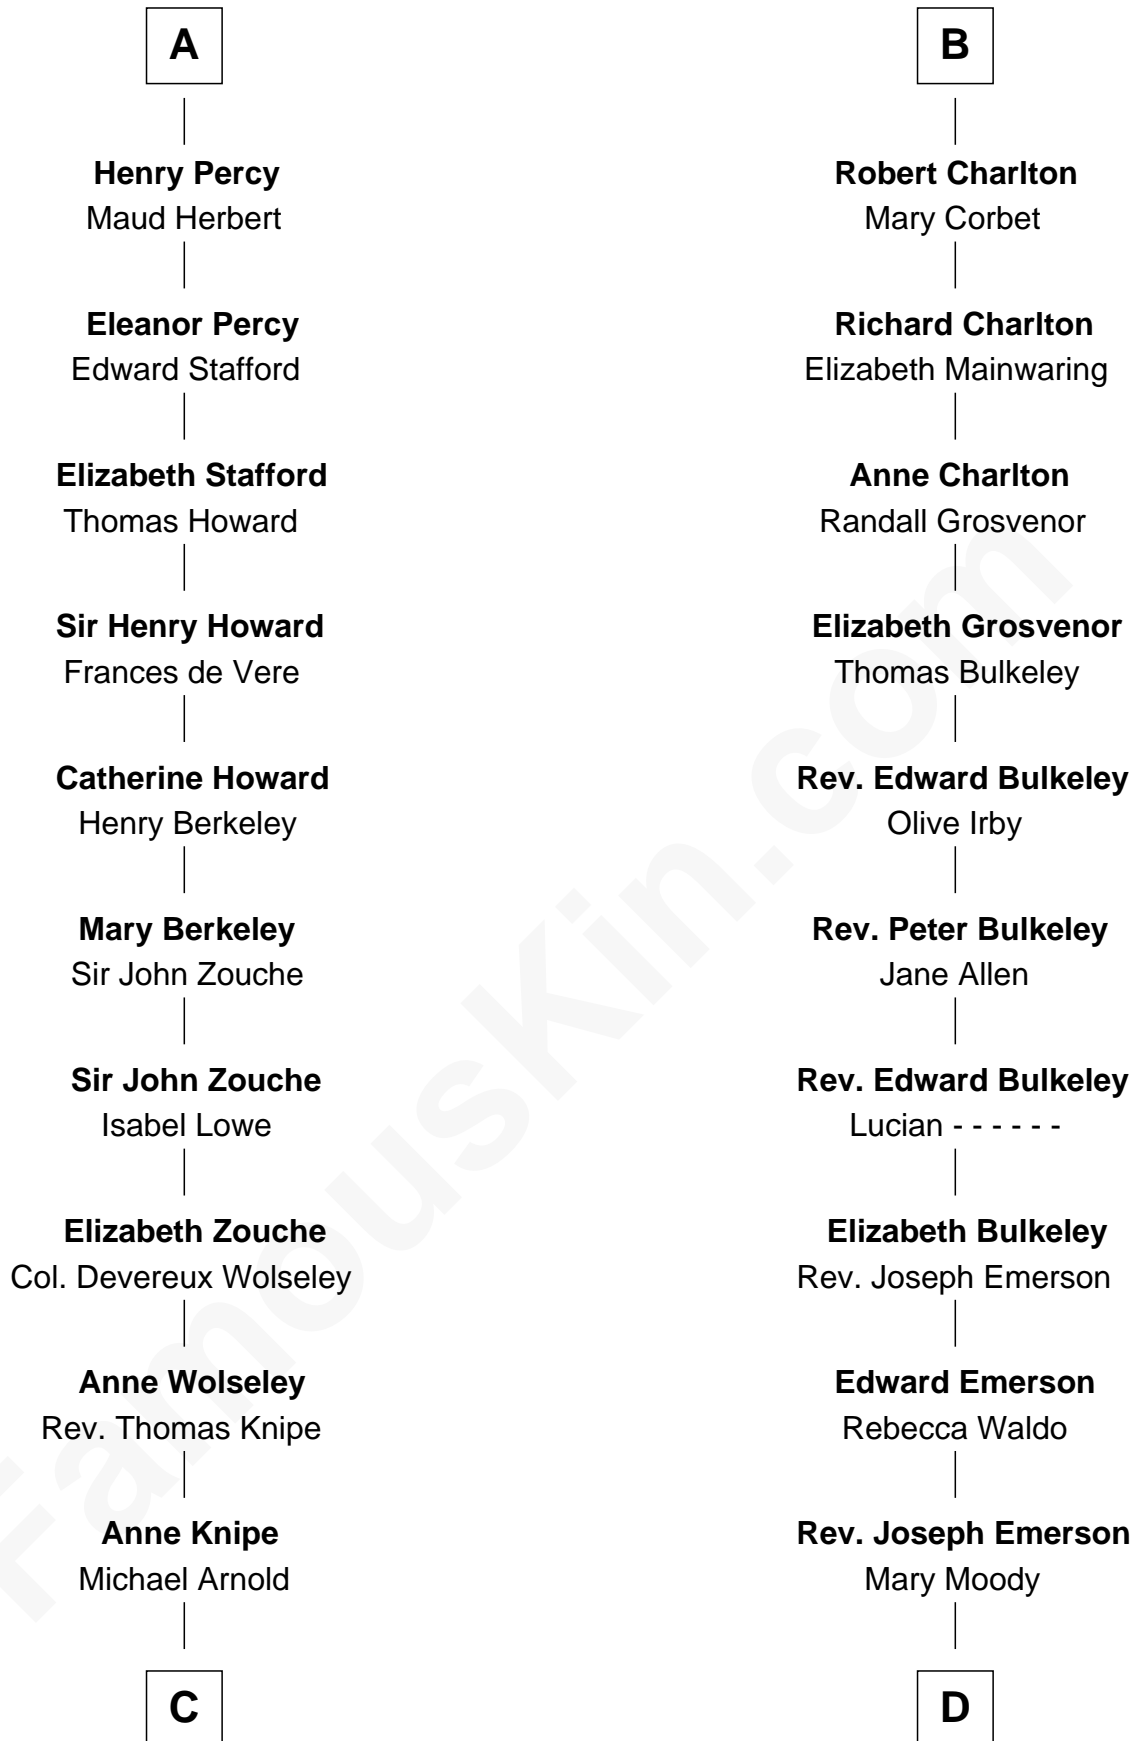 A
Henry Percy
Maud Herbert
Eleanor Percy
Edward Stafford
Elizabeth Stafford
Thomas Howard
Sir Henry Howard
Frances de Vere
Catherine Howard
Henry Berkeley
Mary Berkeley
Sir John Zouche
Sir John Zouche
Isabel Lowe
Elizabeth Zouche
Col. Devereux Wolseley
Anne Wolseley
Rev. Thomas Knipe
Anne Knipe
Michael Arnold
C
B
Robert Charlton
Mary Corbet
Richard Charlton
Elizabeth Mainwaring
Anne Charlton
Randall Grosvenor
Elizabeth Grosvenor
Thomas Bulkeley
Rev. Edward Bulkeley
Olive Irby
Rev. Peter Bulkeley
Jane Allen
Rev. Edward Bulkeley
Lucian - - - - - -
Elizabeth Bulkeley
Rev. Joseph Emerson
Edward Emerson
Rebecca Waldo
Rev. Joseph Emerson
Mary Moody
D
FamousKin.com